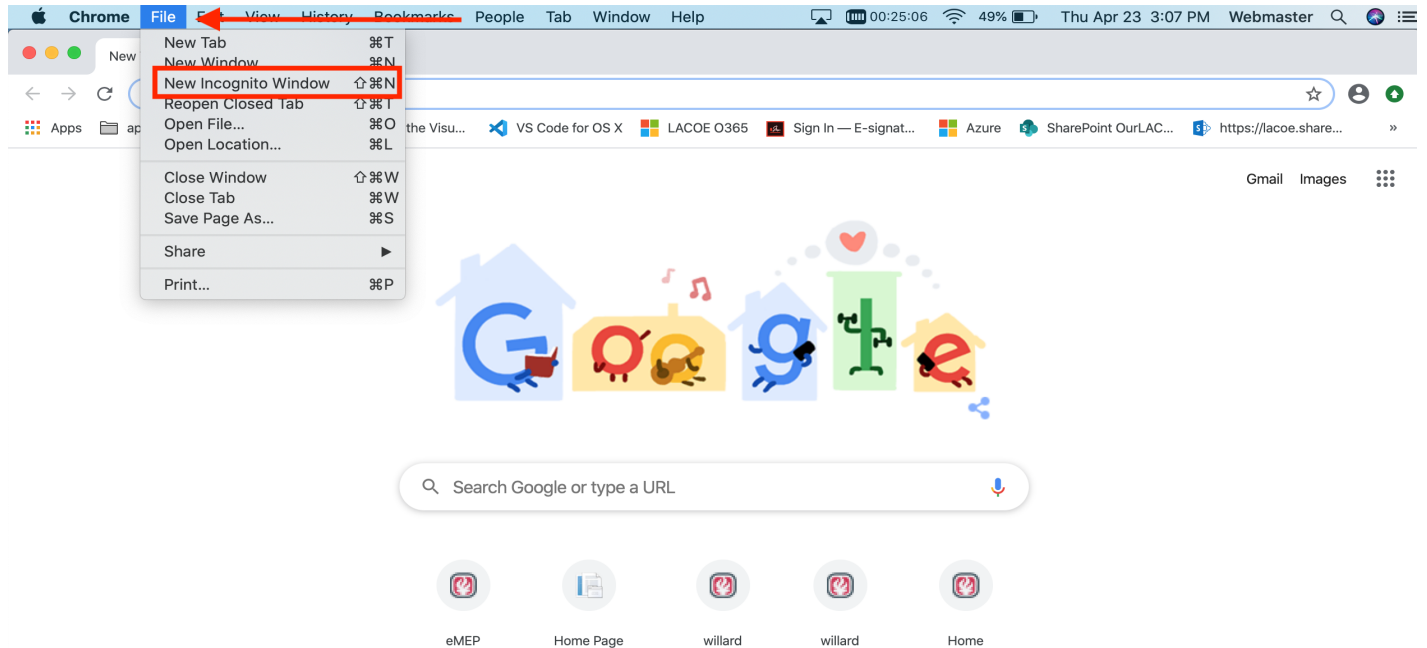 Chrome File Edit View History Bookmarks People Tab Window Help 00:25:06 49% Thu Apr 23 3:07 PM Webmaster
New Tab ⌘T
New Window ⌘N
New Incognito Window ⇧⌘N
Reopen Closed Tab ⇧⌘T
Open File... ⌘O
Open Location... ⌘L
Close Window ⇧⌘W
Close Tab ⌘W
Save Page As... ⌘S
Share ▶
Print... ⌘P
New
Apps ap the Visu... VS Code for OS X LACOE O365 Sign In — E-signat... Azure SharePoint OurLAC... https://lacoe.share... »
Gmail Images
Google
Search Google or type a URL
eMEP Home Page willard willard Home